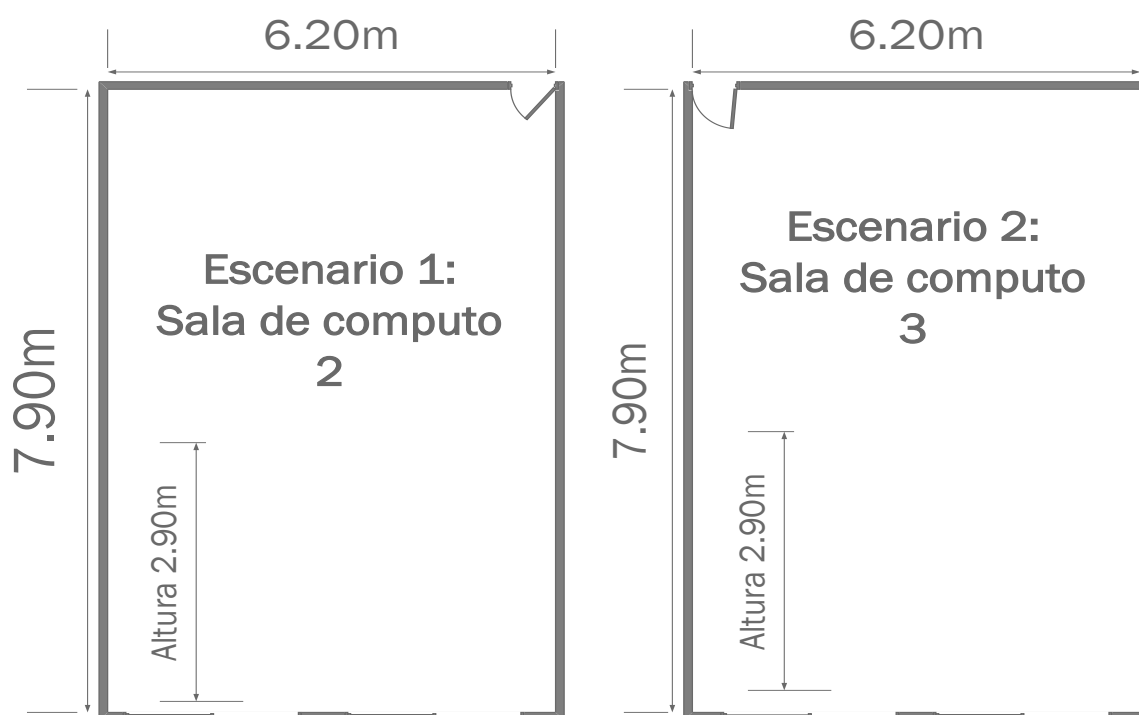 6.20m
7.90m
Escenario 1:
Sala de computo
2
Altura 2.90m
6.20m
7.90m
Escenario 2:
Sala de computo
3
Altura 2.90m